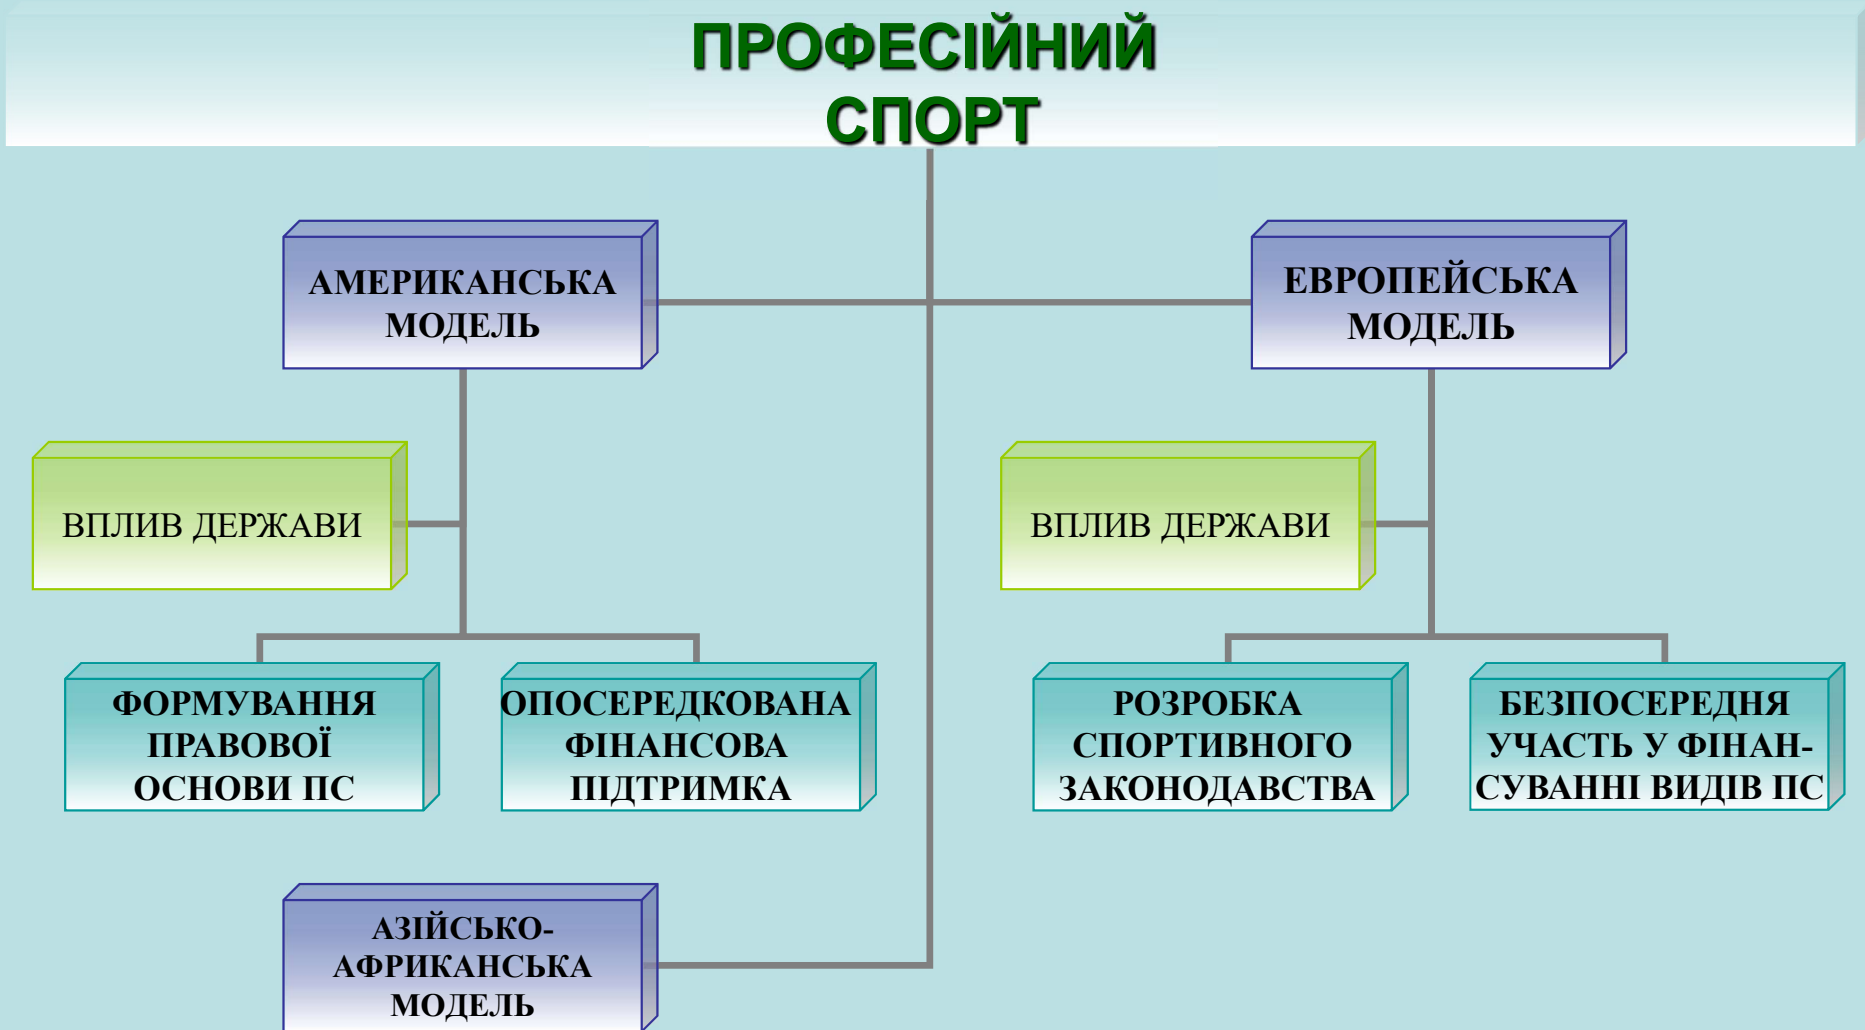 ПРОФЕСІЙНИЙ
СПОРТ
АМЕРИКАНСЬКА
МОДЕЛЬ
ЕВРОПЕЙСЬКА
МОДЕЛЬ
ВПЛИВ ДЕРЖАВИ
ВПЛИВ ДЕРЖАВИ
ФОРМУВАННЯ
ПРАВОВОЇ
ОСНОВИ ПС
ОПОСЕРЕДКОВАНА
ФІНАНСОВА
ПІДТРИМКА
РОЗРОБКА
СПОРТИВНОГО
ЗАКОНОДАВСТВА
БЕЗПОСЕРЕДНЯ
УЧАСТЬ У ФІНАН-
СУВАННІ ВИДІВ ПС
АЗІЙСЬКО-
АФРИКАНСЬКА
МОДЕЛЬ